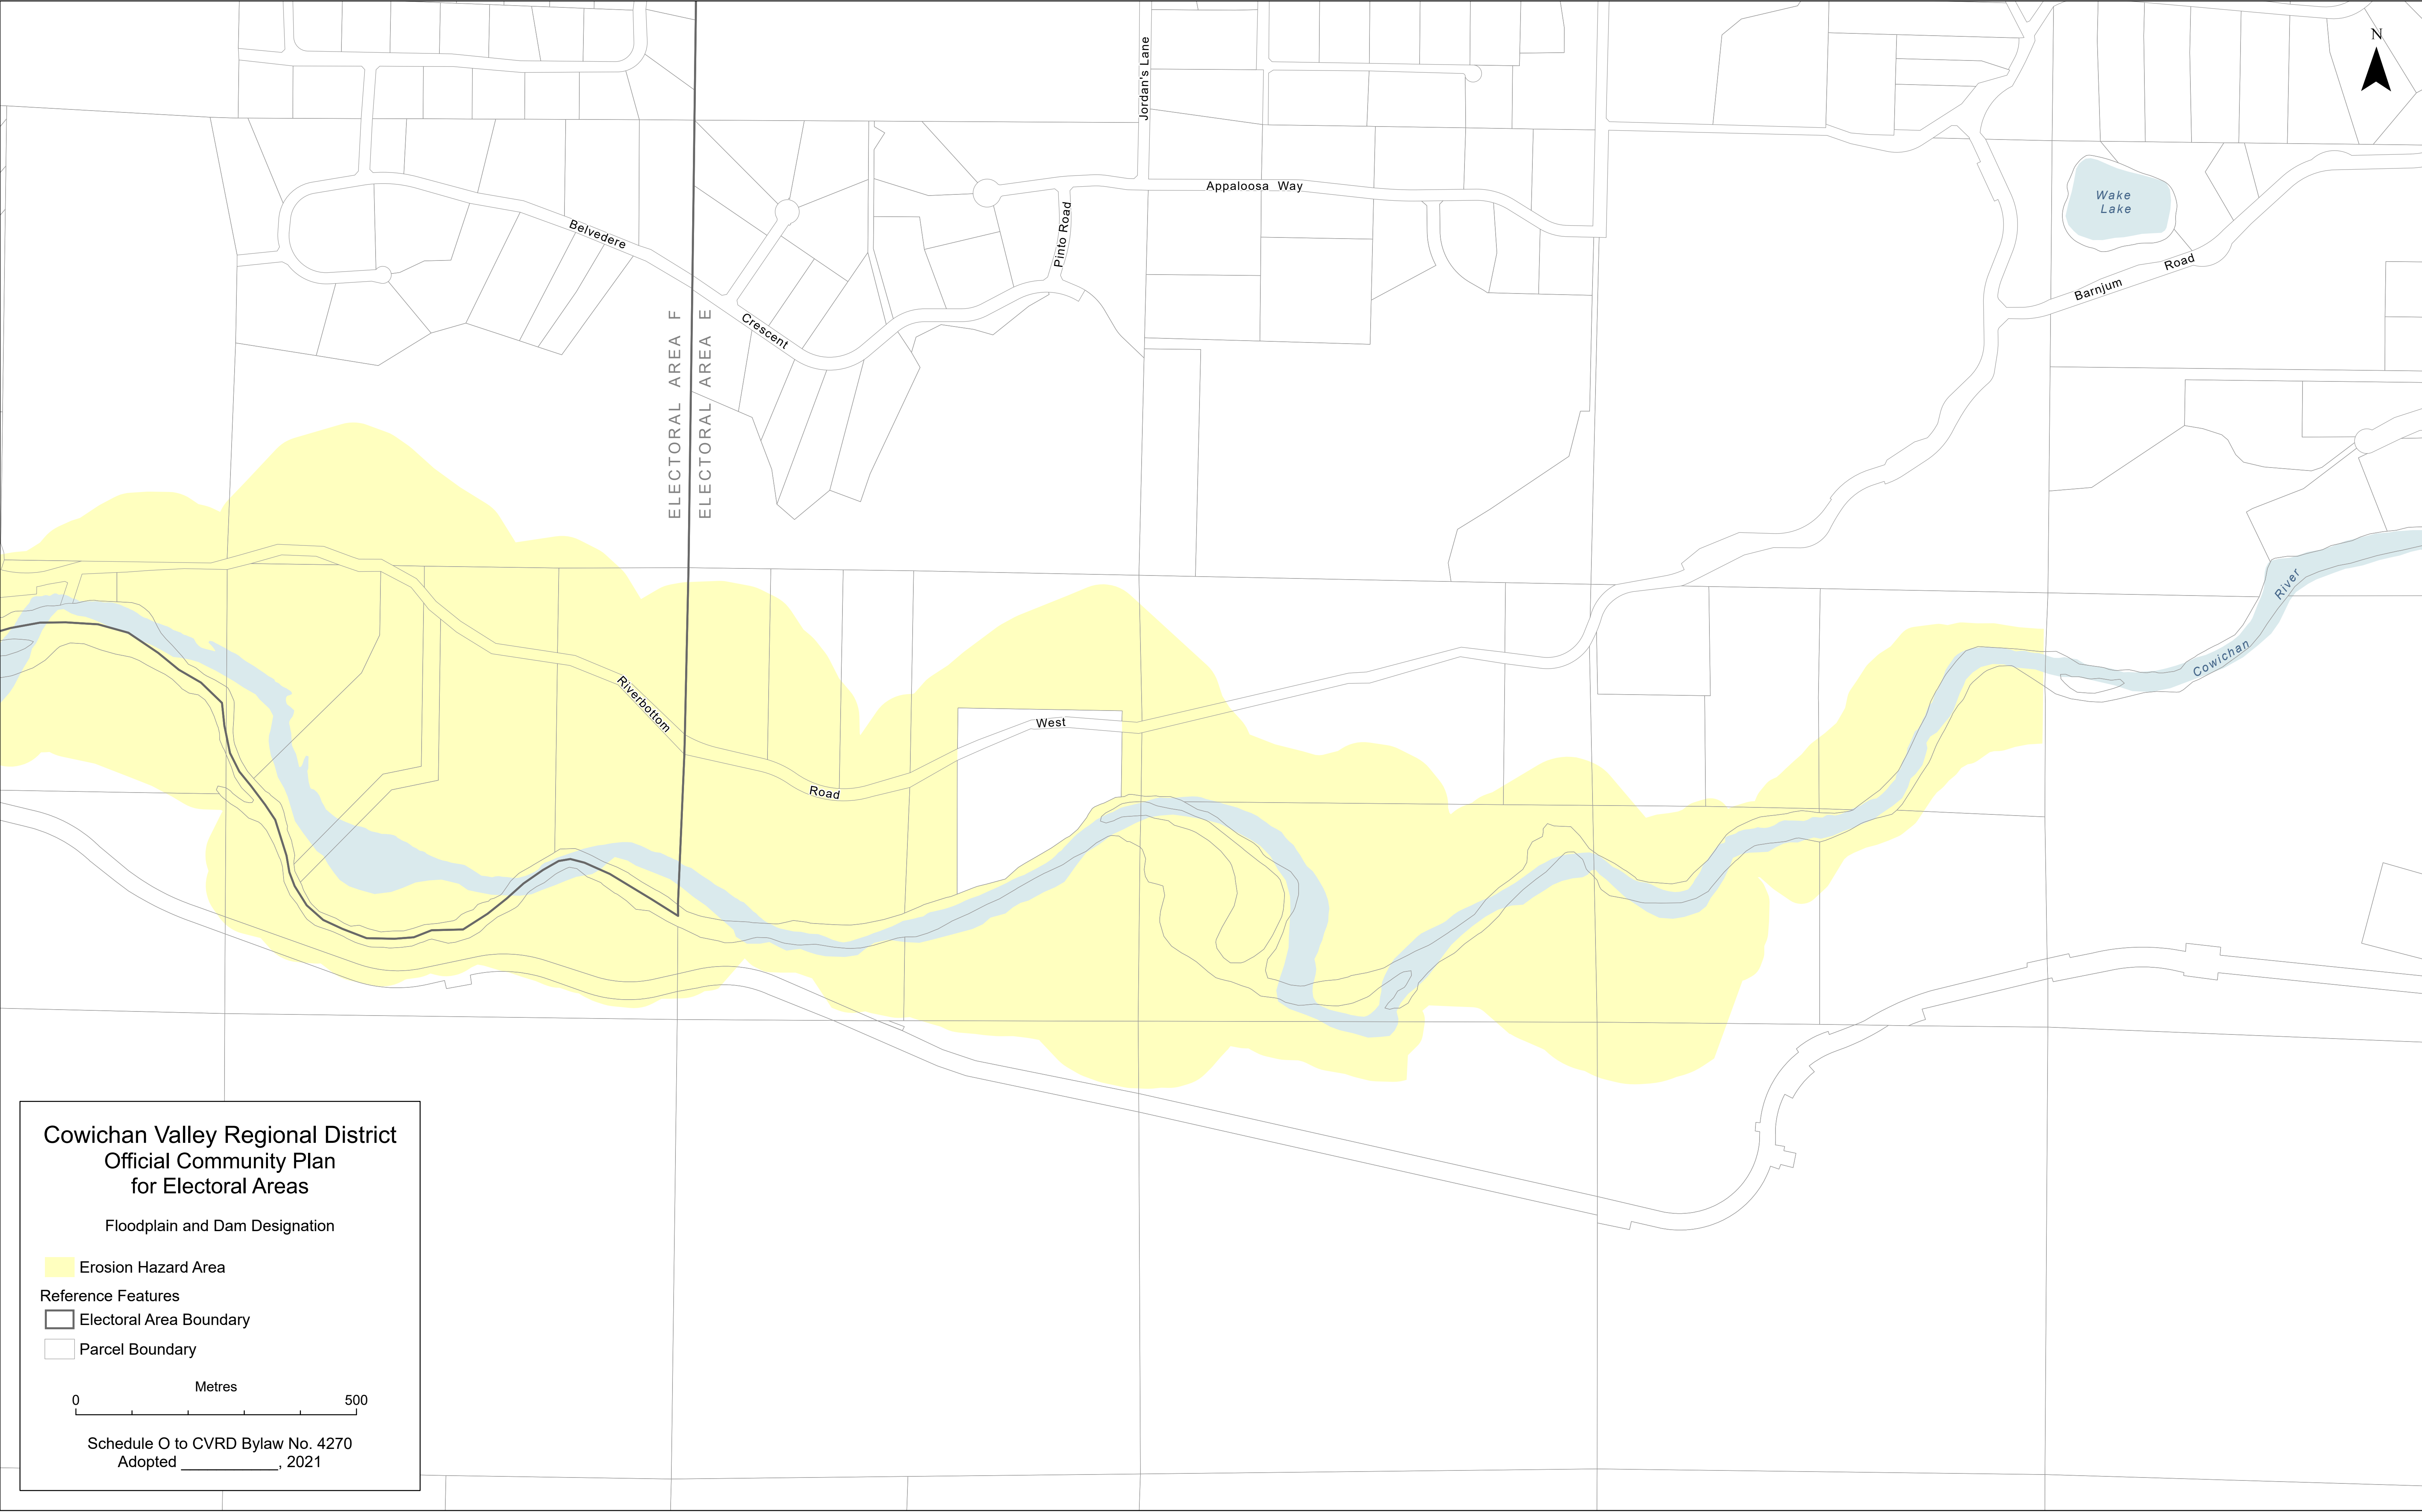 N
Jordan's Lane
Appaloosa Way
Wake
Lake
Pinto Road
Belvedere
Crescent
Barnjum
Road
ELECTORAL AREA F
ELECTORAL AREA E
River
Cowichan
Riverbottom
West
Road
Cowichan Valley Regional District
Official Community Plan
for Electoral Areas
Floodplain and Dam Designation
Erosion Hazard Area
Reference Features
Electoral Area Boundary
Parcel Boundary
Metres
0 500
Schedule O to CVRD Bylaw No. 4270
Adopted ____________, 2021